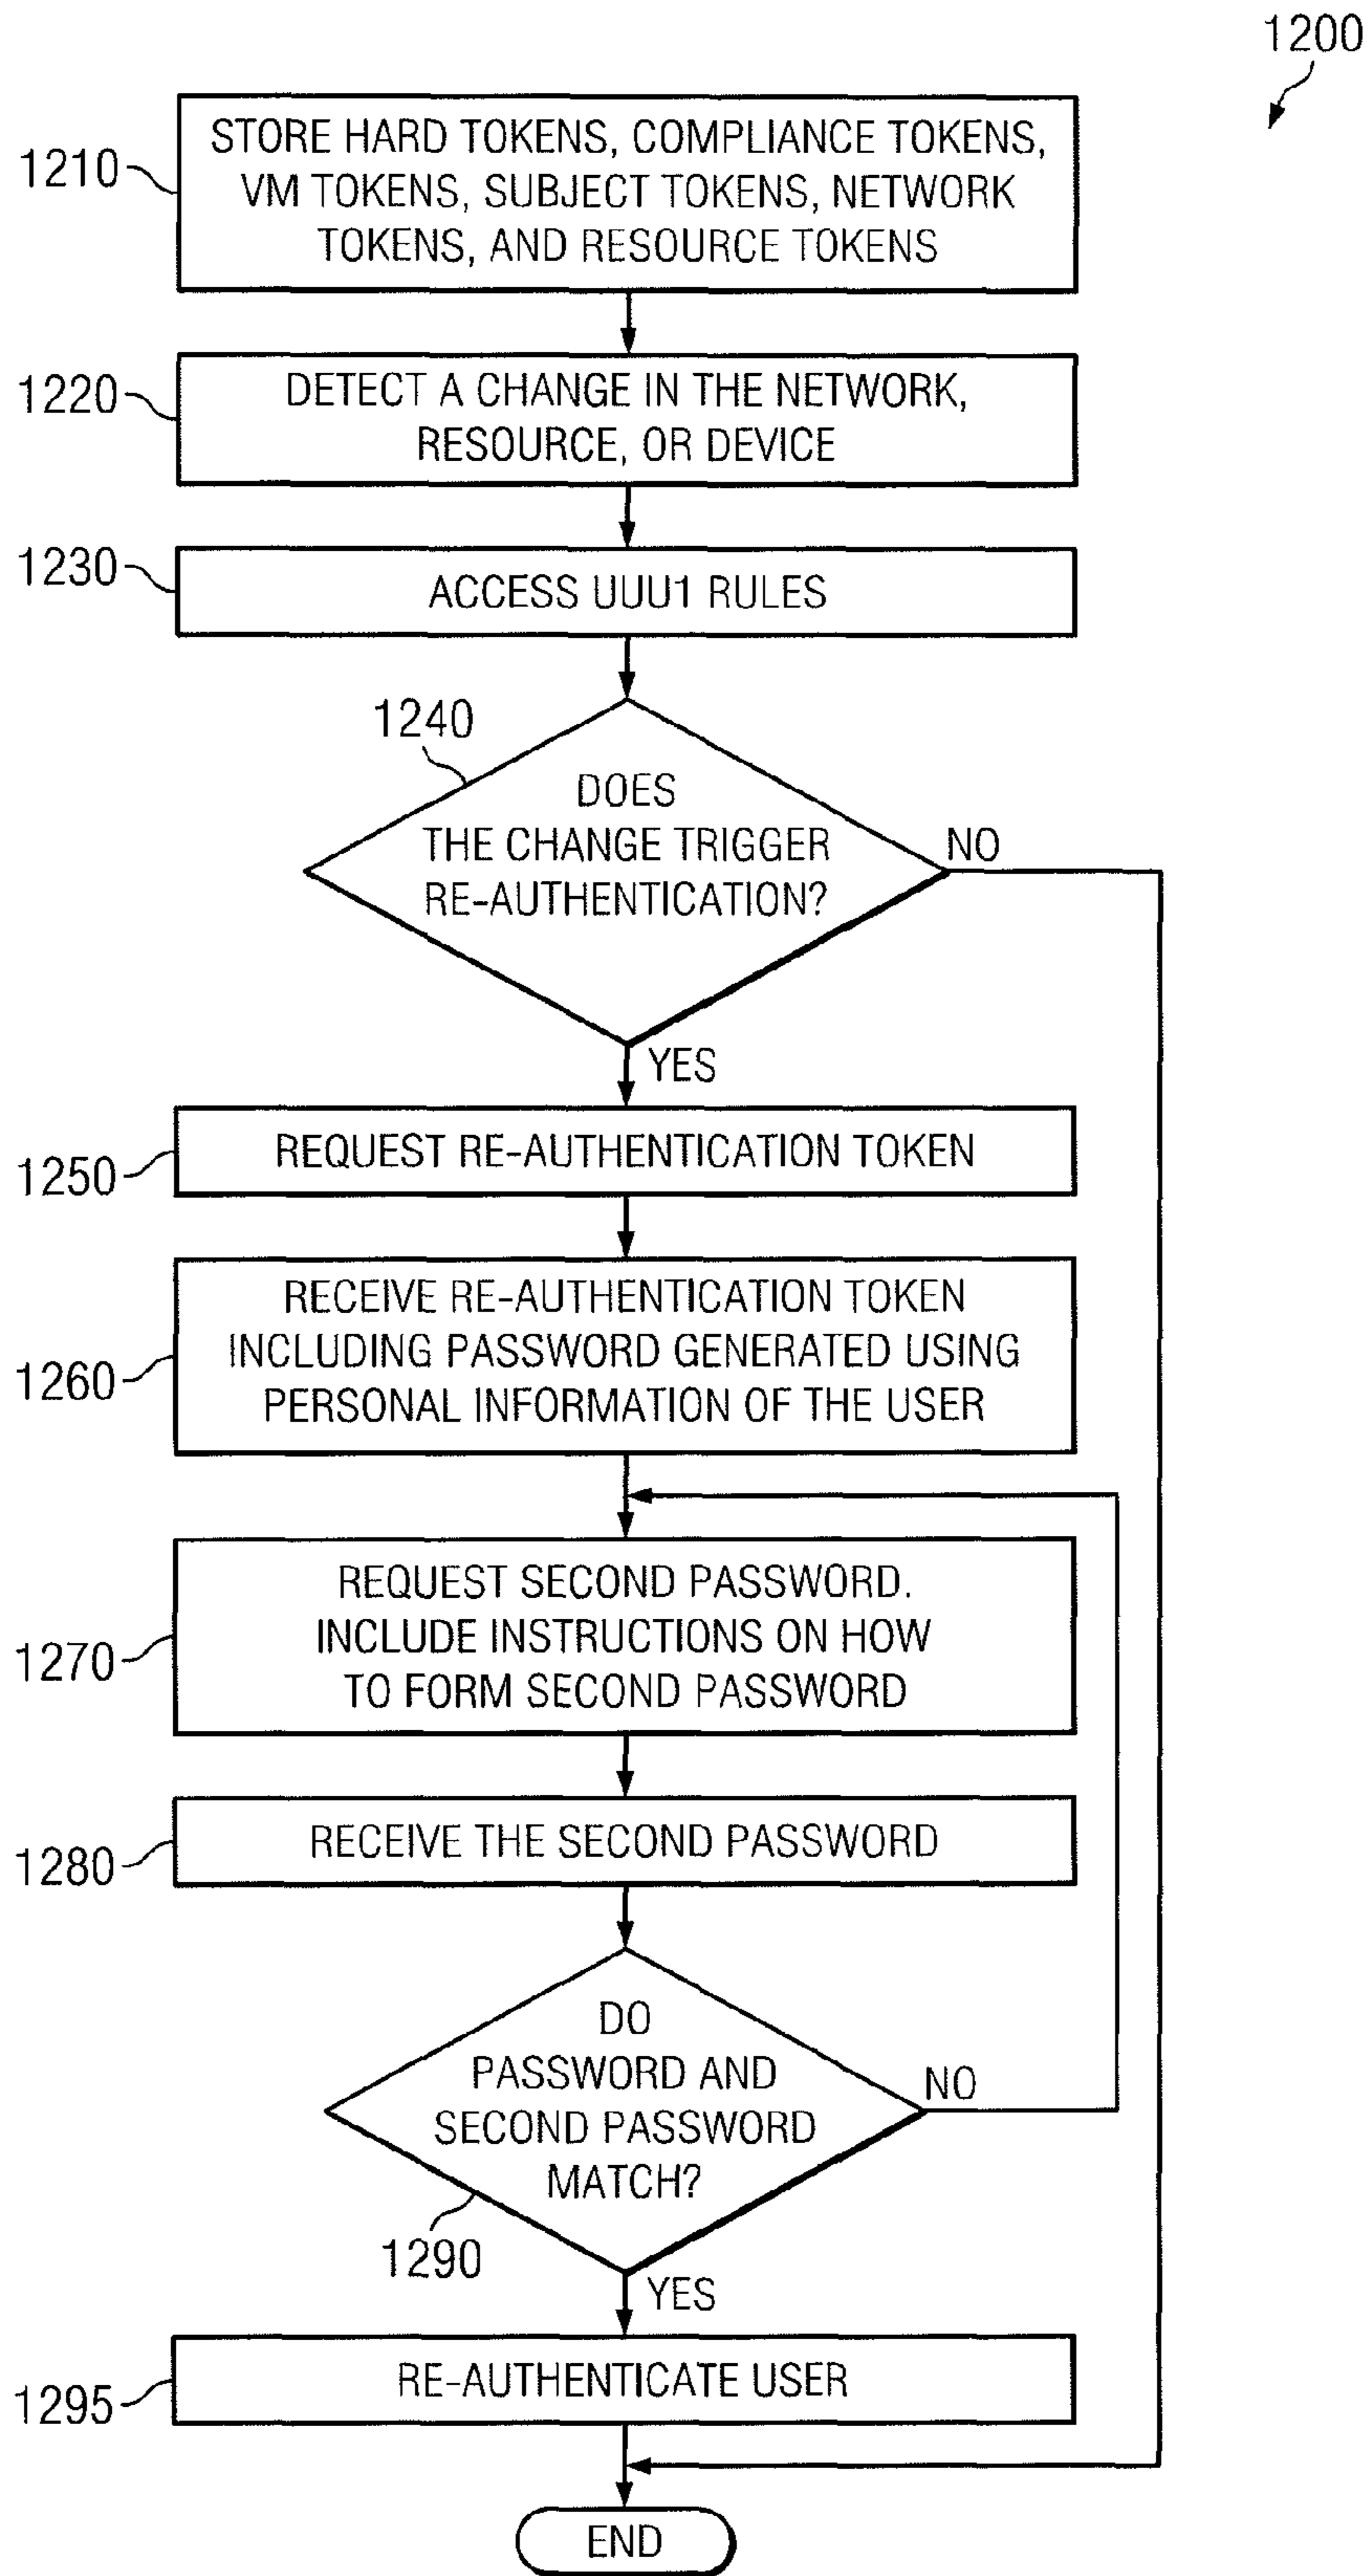 1200
1210
STORE HARD TOKENS, COMPLIANCE TOKENS,
VM TOKENS, SUBJECT TOKENS, NETWORK
TOKENS, AND RESOURCE TOKENS
1220
DETECT A CHANGE IN THE NETWORK,
RESOURCE, OR DEVICE
1230
ACCESS UUU1 RULES
1240
DOES
THE CHANGE TRIGGER
RE-AUTHENTICATION?
NO
YES
1250
REQUEST RE-AUTHENTICATION TOKEN
1260
RECEIVE RE-AUTHENTICATION TOKEN
INCLUDING PASSWORD GENERATED USING
PERSONAL INFORMATION OF THE USER
1270
REQUEST SECOND PASSWORD.
INCLUDE INSTRUCTIONS ON HOW
TO FORM SECOND PASSWORD
1280
RECEIVE THE SECOND PASSWORD
DO
PASSWORD AND
SECOND PASSWORD
MATCH?
NO
1290
YES
1295
RE-AUTHENTICATE USER
END